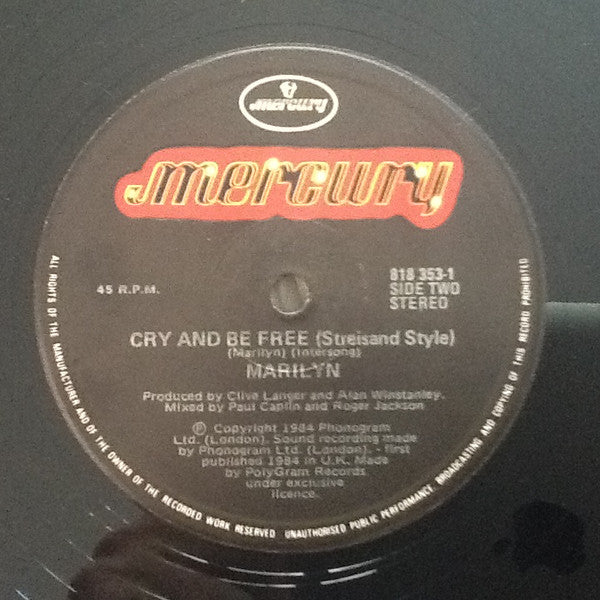 mercury
mercury
45 R.P.M.
818 353-1
SIDE TWO
STEREO
CRY AND BE FREE (Streisand Style)
(Marilyn) (Intersong)
MARILYN
Produced by Clive Langer and Alan Winstanley.
Mixed by Paul Caplin and Roger Jackson
Ⓟ Copyright 1984 Phonogram
Ltd. (London). Sound recording made
by Phonogram Ltd. (London). - first
published 1984 in U.K. Made
by PolyGram Records
under exclusive
licence.
ALL RIGHTS OF THE MANUFACTURER AND OF THE OWNER OF THE RECORDED WORK RESERVED UNAUTHORISED PUBLIC PERFORMANCE BROADCASTING AND COPYING OF THIS RECORD PROHIBITED